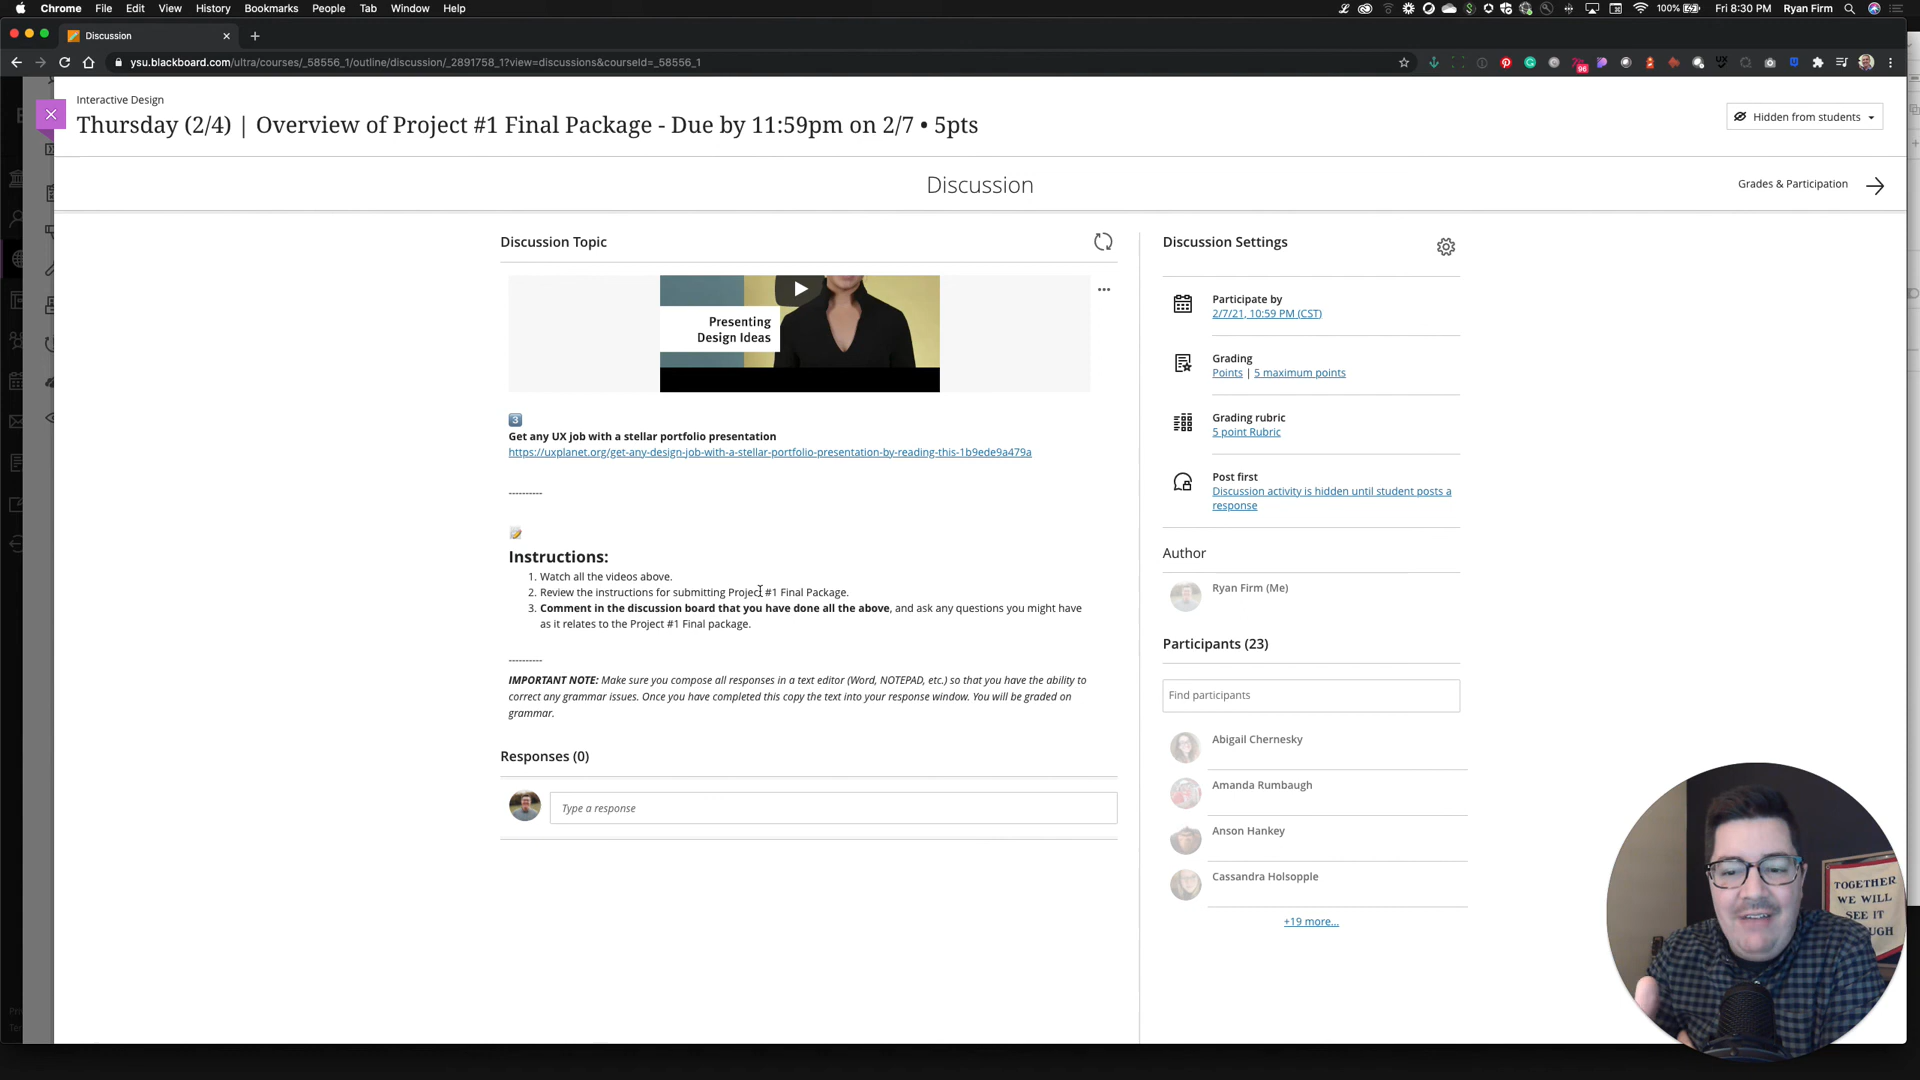 Chrome File Edit View History Bookmarks People Tab Window Help
100% Fri 8:30 PM Ryan Firm
Discussion
ysu.blackboard.com/ultra/courses/_58556_1/outline/discussion/_2891758_1?view=discussions&courseId=_58556_1
96
UX
Interactive Design
Thursday (2/4) | Overview of Project #1 Final Package - Due by 11:59pm on 2/7 • 5pts
Hidden from students
Discussion
Grades & Participation
Discussion Topic
Presenting
Design Ideas
3
Get any UX job with a stellar portfolio presentation
https://uxplanet.org/get-any-design-job-with-a-stellar-portfolio-presentation-by-reading-this-1b9ede9a479a
----------
Instructions:
1. Watch all the videos above.
2. Review the instructions for submitting Project #1 Final Package.
3. Comment in the discussion board that you have done all the above, and ask any questions you might have
as it relates to the Project #1 Final package.
----------
IMPORTANT NOTE: Make sure you compose all responses in a text editor (Word, NOTEPAD, etc.) so that you have the ability to
correct any grammar issues. Once you have completed this copy the text into your response window. You will be graded on
grammar.
Responses (0)
Type a response
Discussion Settings
Participate by
2/7/21, 10:59 PM (CST)
Grading
Points | 5 maximum points
Grading rubric
5 point Rubric
Post first
Discussion activity is hidden until student posts a
response
Author
Ryan Firm (Me)
Participants (23)
Find participants
Abigail Chernesky
Amanda Rumbaugh
Anson Hankey
Cassandra Holsopple
+19 more...
TOGETHER
WE WILL
SEE IT